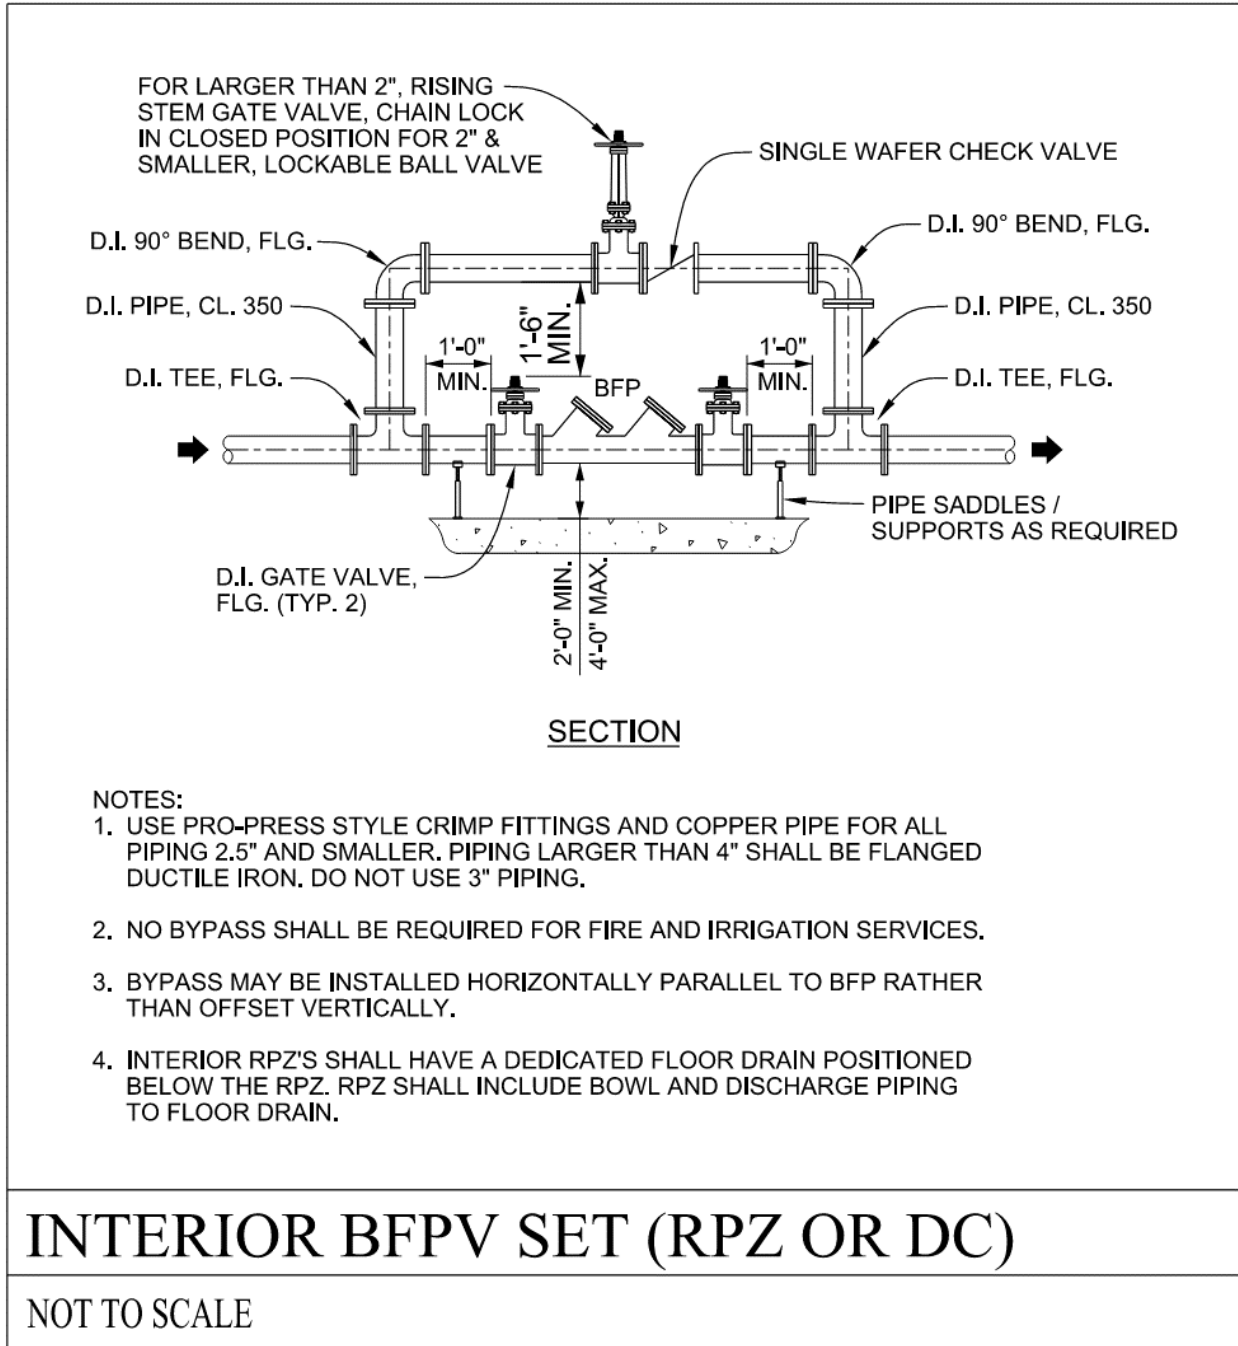 FOR LARGER THAN 2", RISING
STEM GATE VALVE, CHAIN LOCK
IN CLOSED POSITION FOR 2" &
SMALLER, LOCKABLE BALL VALVE
SINGLE WAFER CHECK VALVE
D.I. 90° BEND, FLG.
D.I. 90° BEND, FLG.
D.I. PIPE, CL. 350
D.I. PIPE, CL. 350
1'-0"
MIN.
1'-6"
MIN.
1'-0"
MIN.
D.I. TEE, FLG.
BFP
D.I. TEE, FLG.
PIPE SADDLES /
SUPPORTS AS REQUIRED
D.I. GATE VALVE,
FLG. (TYP. 2)
2'-0" MIN.
4'-0" MAX.
SECTION
NOTES:
1. USE PRO-PRESS STYLE CRIMP FITTINGS AND COPPER PIPE FOR ALL
PIPING 2.5" AND SMALLER. PIPING LARGER THAN 4" SHALL BE FLANGED
DUCTILE IRON. DO NOT USE 3" PIPING.
2. NO BYPASS SHALL BE REQUIRED FOR FIRE AND IRRIGATION SERVICES.
3. BYPASS MAY BE INSTALLED HORIZONTALLY PARALLEL TO BFP RATHER
THAN OFFSET VERTICALLY.
4. INTERIOR RPZ'S SHALL HAVE A DEDICATED FLOOR DRAIN POSITIONED
BELOW THE RPZ. RPZ SHALL INCLUDE BOWL AND DISCHARGE PIPING
TO FLOOR DRAIN.
INTERIOR BFPV SET (RPZ OR DC)
NOT TO SCALE